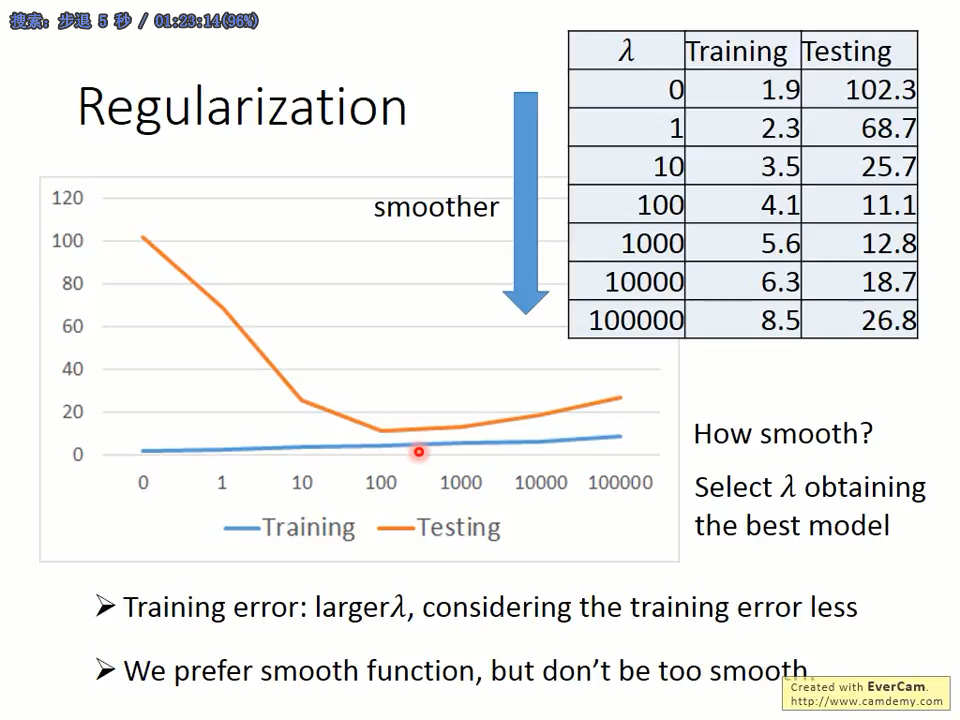 搜索: 步退 5 秒 / 01:23:14(96%)
Regularization
λ Training Testing
0 1.9 102.3
1 2.3 68.7
10 3.5 25.7
100 4.1 11.1
1000 5.6 12.8
10000 6.3 18.7
100000 8.5 26.8
smoother
120
100
80
60
40
20
0
0 1 10 100 1000 10000 100000
Training Testing
How smooth?
Select λ obtaining
the best model
➢ Training error: largerλ, considering the training error less
➢ We prefer smooth function, but don’t be too smooth.
Created with EverCam.
http://www.camdemy.com